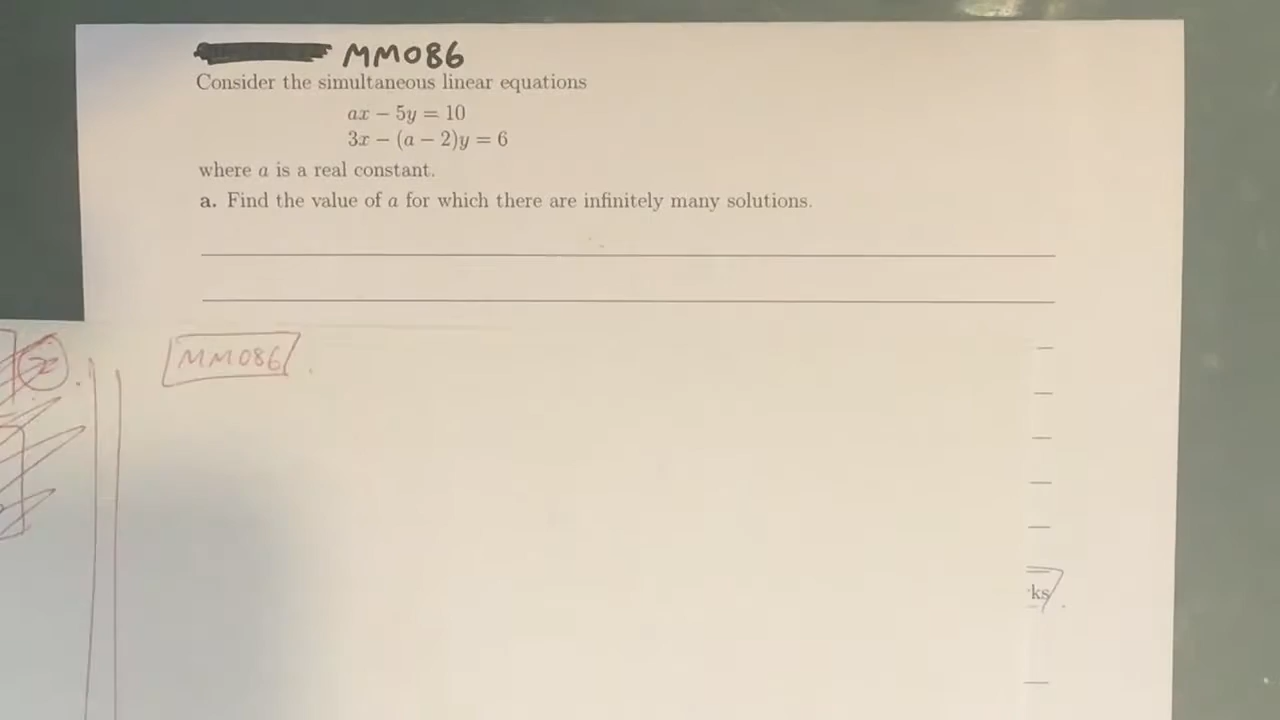 MM086
Consider the simultaneous linear equations
ax − 5y = 10
3x − (a − 2)y = 6
where a is a real constant.
a. Find the value of a for which there are infinitely many solutions.
MM086
ks